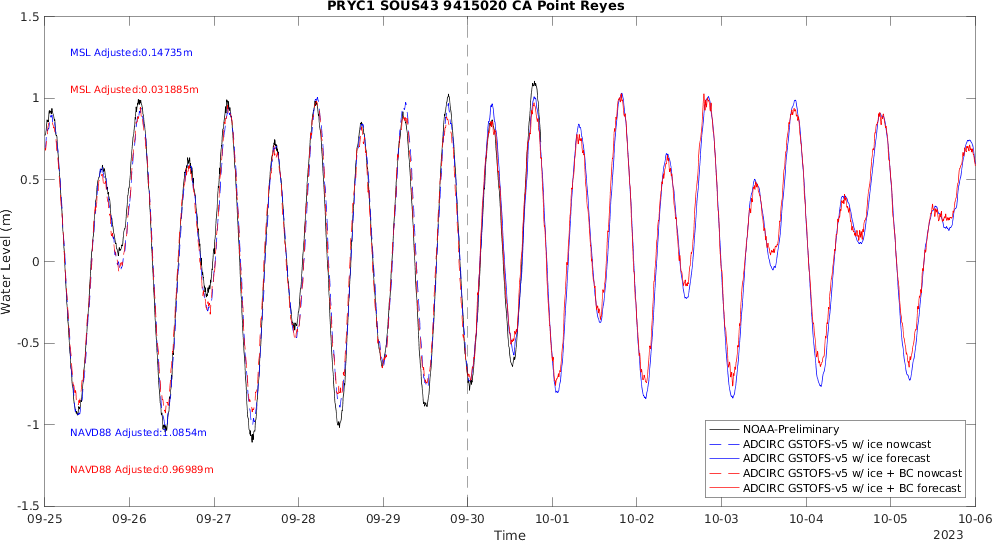 PRYC1 SOUS43 9415020 CA Point Reyes
MSL Adjusted:0.14735m
MSL Adjusted:0.031885m
NAVD88 Adjusted:1.0854m
NAVD88 Adjusted:0.96989m
Water Level (m)
1.5
1
0.5
0
-0.5
-1
-1.5
NOAA-Preliminary
ADCIRC GSTOFS-v5 w/ ice nowcast
ADCIRC GSTOFS-v5 w/ ice forecast
ADCIRC GSTOFS-v5 w/ ice + BC nowcast
ADCIRC GSTOFS-v5 w/ ice + BC forecast
09-25 09-26 09-27 09-28 09-29 09-30 10-01 10-02 10-03 10-04 10-05 10-06
Time
2023